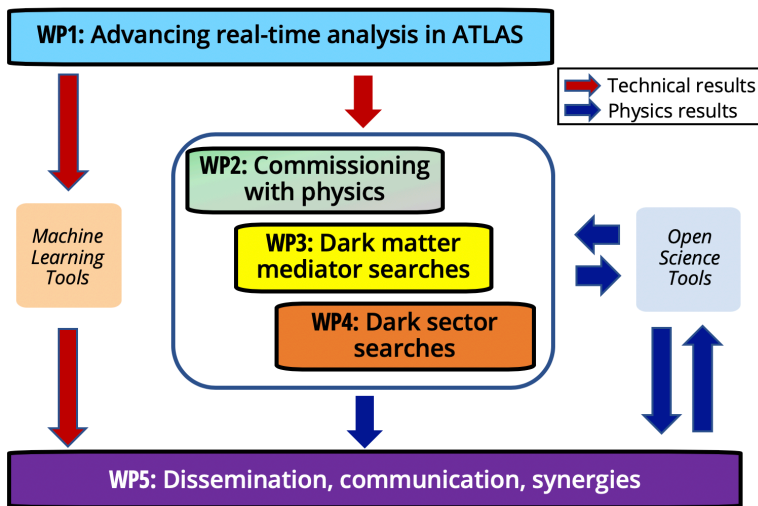 WP1: Advancing real-time analysis in ATLAS
Technical results
Physics results
WP2: Commissioning
with physics
WP3: Dark matter
mediator searches
WP4: Dark sector
searches
Machine
Learning
Tools
Open
Science
Tools
WP5: Dissemination, communication, synergies